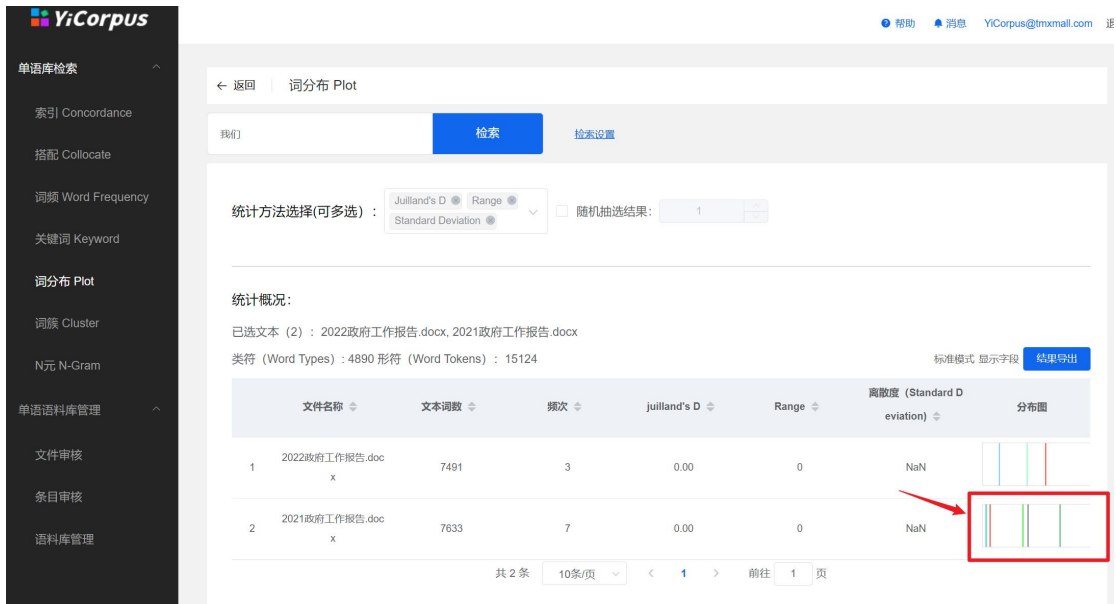 YiCorpus
帮助 消息 YiCorpus@tmxmall.com
单语库检索
索引 Concordance
搭配 Collocate
词频 Word Frequency
关键词 Keyword
词分布 Plot
词簇 Cluster
N元 N-Gram
单语语料库管理
文件审核
条目审核
语料库管理
← 返回 词分布 Plot
我们 检索 检索设置
统计方法选择(可多选）: Juilland's D Range Standard Deviation 随机抽选结果: 1
统计概况:
已选文本（2）: 2022政府工作报告.docx, 2021政府工作报告.docx
类符（Word Types）: 4890 形符（Word Tokens）: 15124
标准模式 显示字段 结果导出
文件名称 文本词数 频次 juilland's D Range 离散度（Standard D
eviation) 分布图
1 2022政府工作报告.doc
x 7491 3 0.00 0 NaN
2 2021政府工作报告.doc
x 7633 7 0.00 0 NaN
共 2 条 10条/页 < 1 > 前往 1 页